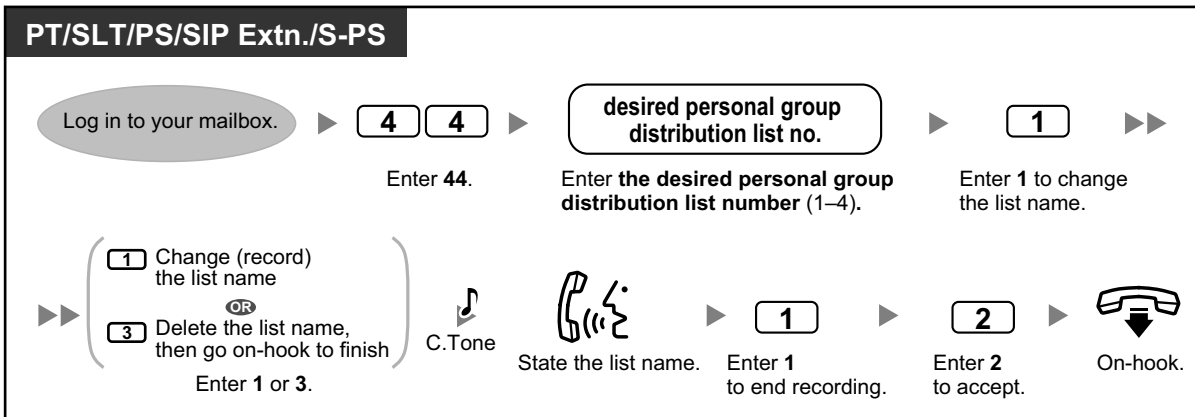 PT/SLT/PS/SIP Extn./S-PS
Log in to your mailbox.
4 4
desired personal group
distribution list no.
1
Enter 44.
Enter the desired personal group
distribution list number (1–4).
Enter 1 to change
the list name.
1 Change (record)
the list name
OR
3 Delete the list name,
then go on-hook to finish
Enter 1 or 3.
C.Tone
State the list name.
1
Enter 1
to end recording.
2
Enter 2
to accept.
On-hook.